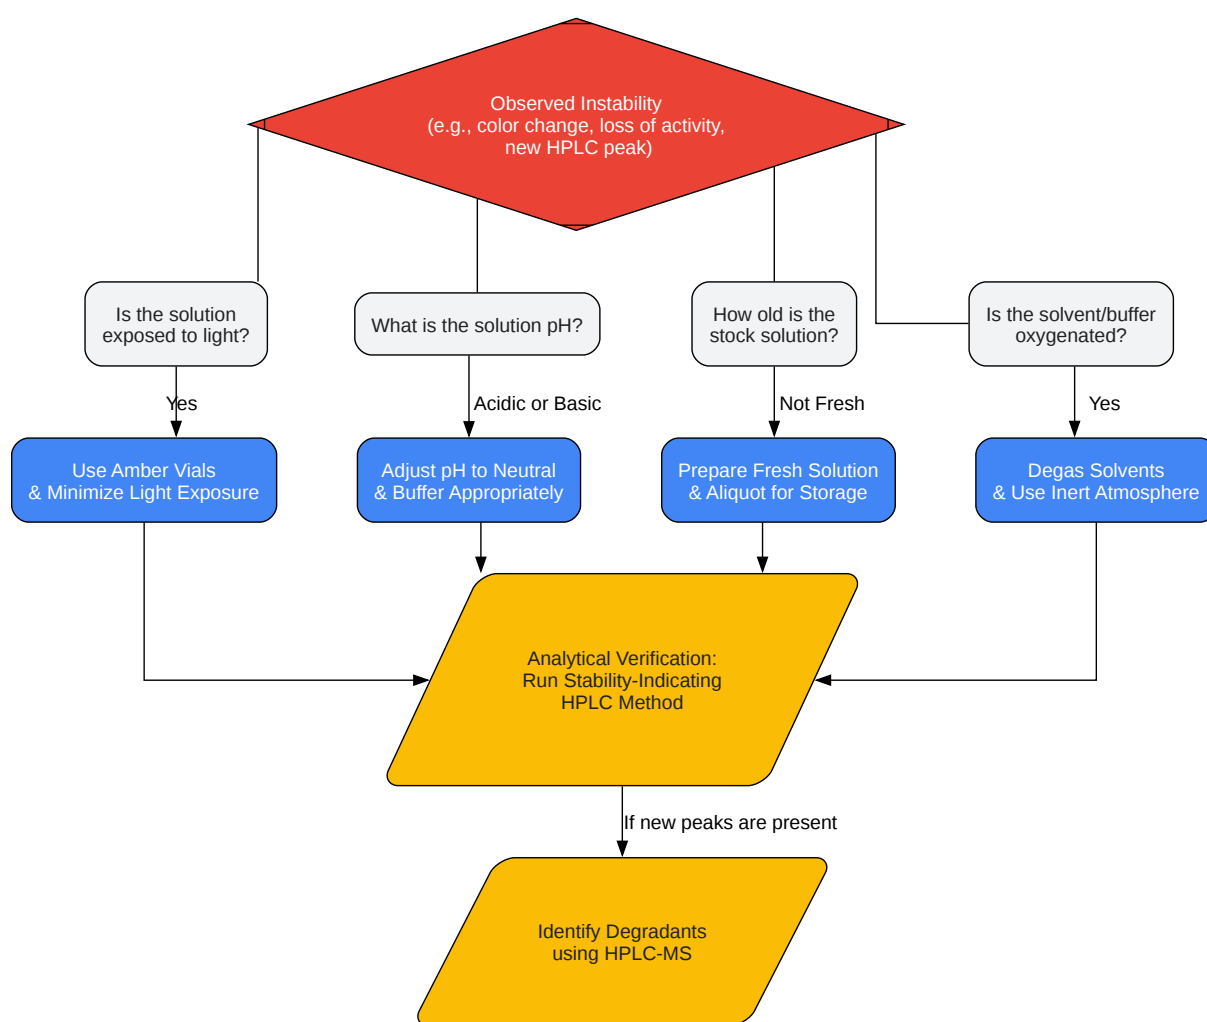 Observed Instability
(e.g., color change, loss of activity,
new HPLC peak)
Is the solution
exposed to light?
What is the solution pH?
How old is the
stock solution?
Is the solvent/buffer
oxygenated?
Yes
Acidic or Basic
Not Fresh
Yes
Use Amber Vials
& Minimize Light Exposure
Adjust pH to Neutral
& Buffer Appropriately
Prepare Fresh Solution
& Aliquot for Storage
Degas Solvents
& Use Inert Atmosphere
Analytical Verification:
Run Stability-Indicating
HPLC Method
If new peaks are present
Identify Degradants
using HPLC-MS